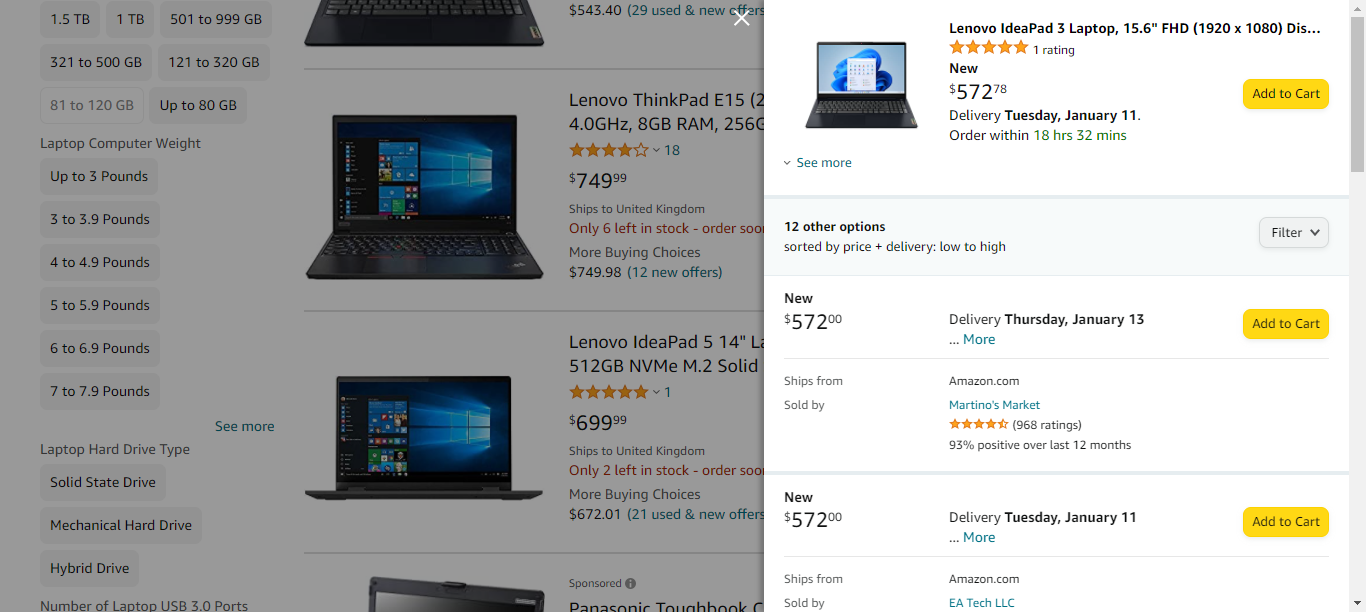 1.5 TB
1 TB
501 to 999 GB
321 to 500 GB
121 to 320 GB
81 to 120 GB
Up to 80 GB
Laptop Computer Weight
Up to 3 Pounds
3 to 3.9 Pounds
4 to 4.9 Pounds
5 to 5.9 Pounds
6 to 6.9 Pounds
7 to 7.9 Pounds
See more
Laptop Hard Drive Type
Solid State Drive
Mechanical Hard Drive
Hybrid Drive
Number of Laptop USB 3.0 Ports
$543.40 (29 used & new offers
Lenovo ThinkPad E15 (2
4.0GHz, 8GB RAM, 256G
18
$749.99
Ships to United Kingdom
Only 6 left in stock - order soon
More Buying Choices
$749.98 (12 new offers)
Lenovo IdeaPad 5 14" La
512GB NVMe M.2 Solid
1
$699.99
Ships to United Kingdom
Only 2 left in stock - order soon
More Buying Choices
$672.01 (21 used & new offers
Sponsored
Panasonic Toughbook C
Lenovo IdeaPad 3 Laptop, 15.6" FHD (1920 x 1080) Dis...
1 rating
New
$572.78
Delivery Tuesday, January 11.
Order within 18 hrs 32 mins
Add to Cart
See more
12 other options
sorted by price + delivery: low to high
Filter
New
$572.00
Delivery Thursday, January 13
... More
Add to Cart
Ships from Amazon.com
Sold by Martino's Market
(968 ratings)
93% positive over last 12 months
New
$572.00
Delivery Tuesday, January 11
... More
Add to Cart
Ships from Amazon.com
Sold by EA Tech LLC